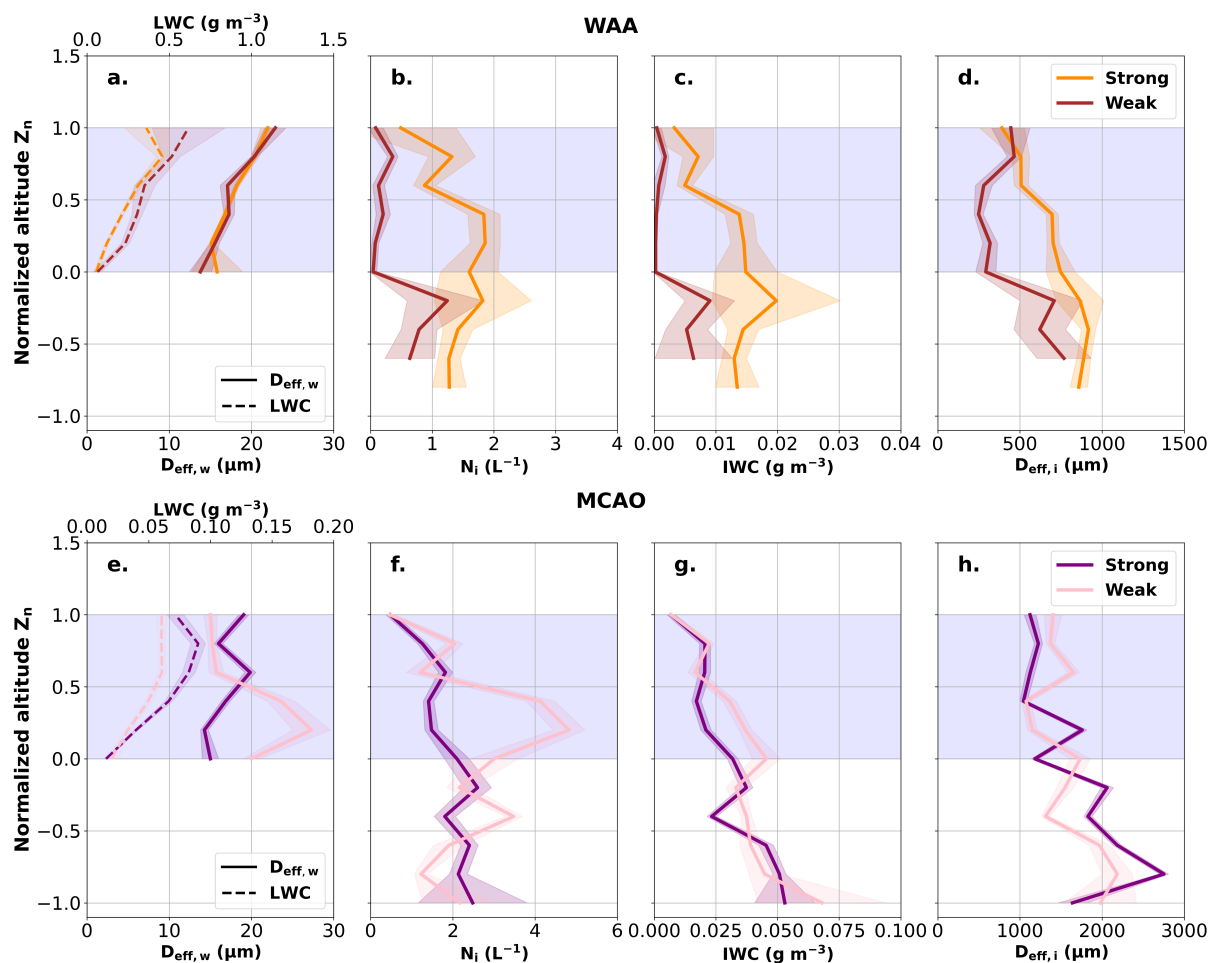 WAA
LWC (g m⁻³)
0.0 0.5 1.0 1.5
a. b. c. d.
Strong
Weak
Normalized altitude Zₙ
1.5
1.0
0.5
0.0
−0.5
−1.0
D_eff, w
LWC
0 10 20 30
0 1 2 3 4
0.00 0.01 0.02 0.03 0.04
0 500 1000 1500
D_eff, w (μm)
Nᵢ (L⁻¹)
IWC (g m⁻³)
D_eff, i (μm)
MCAO
LWC (g m⁻³)
0.00 0.05 0.10 0.15 0.20
e. f. g. h.
Strong
Weak
Normalized altitude Zₙ
1.5
1.0
0.5
0.0
−0.5
−1.0
D_eff, w
LWC
0 10 20 30
0 2 4 6
0.000 0.025 0.050 0.075 0.100
0 1000 2000 3000
D_eff, w (μm)
Nᵢ (L⁻¹)
IWC (g m⁻³)
D_eff, i (μm)